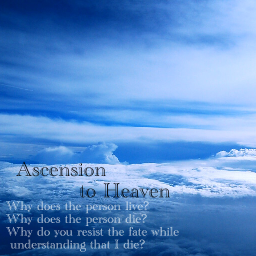 Ascension
to Heaven
Why does the person live?
Why does the person die?
Why do you resist the fate while
understanding that I die?